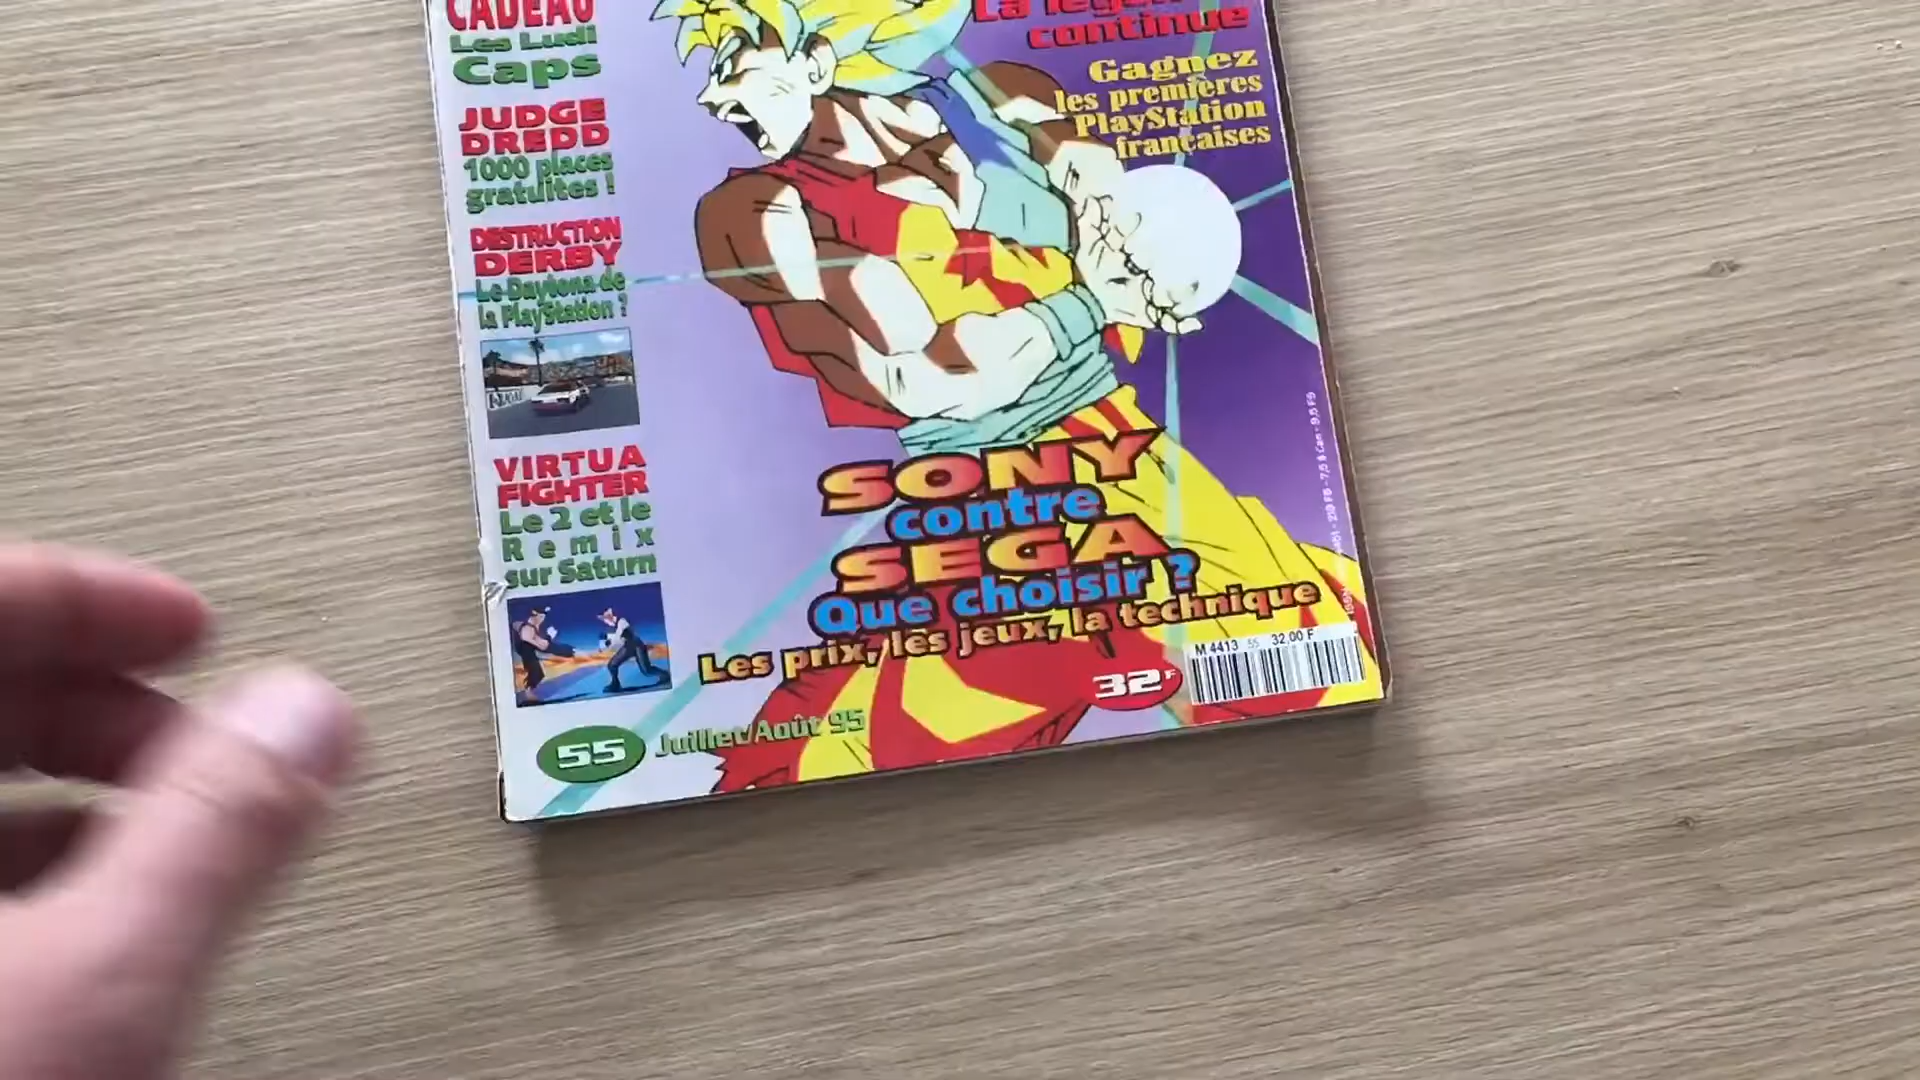 CADEAU
Les Ludi
Caps
JUDGE
DREDD
1000 places
gratuites !
DESTRUCTION
DERBY
Le Daytona de
la PlayStation ?
VIRTUA
FIGHTER
Le 2 et le
Remix
sur Saturn
55 Juillet/Août 95
La
continue
Gagnez
les premières
PlayStation
françaises
SONY
contre
SEGA
Que choisir ?
Les prix, les jeux, la technique
32F
M 4413 55 32,00 F